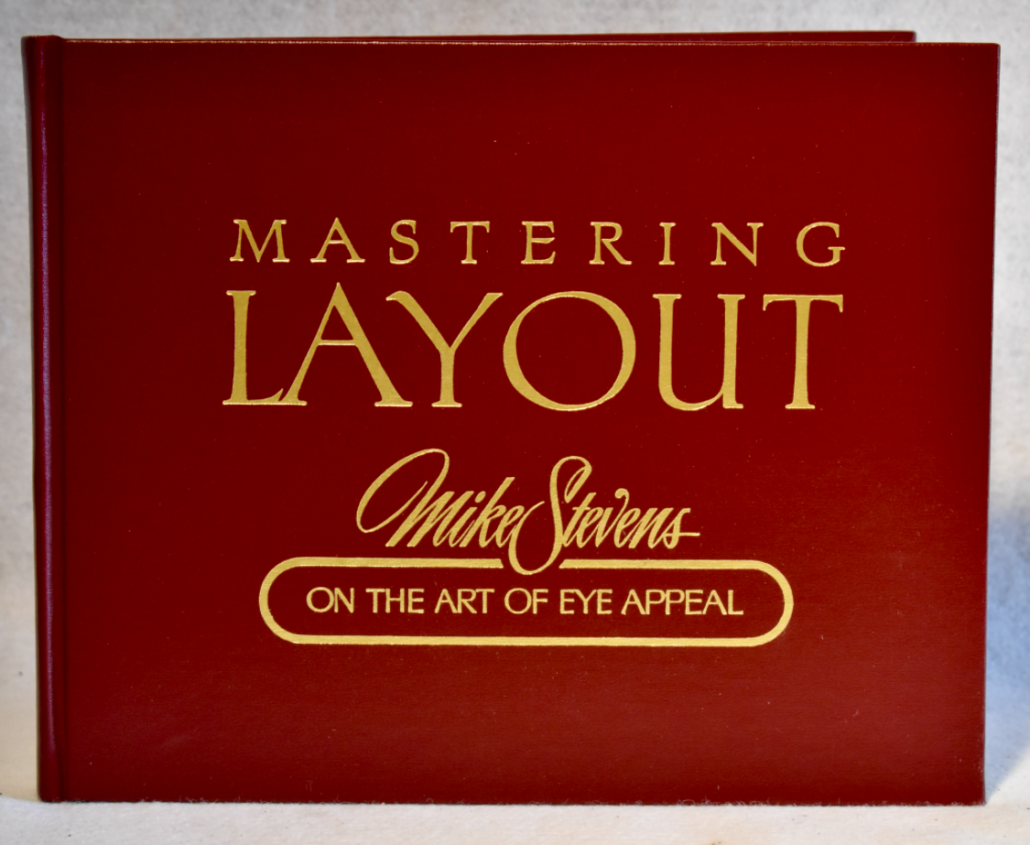 MASTERING
LAYOUT
Mike Stevens
ON THE ART OF EYE APPEAL